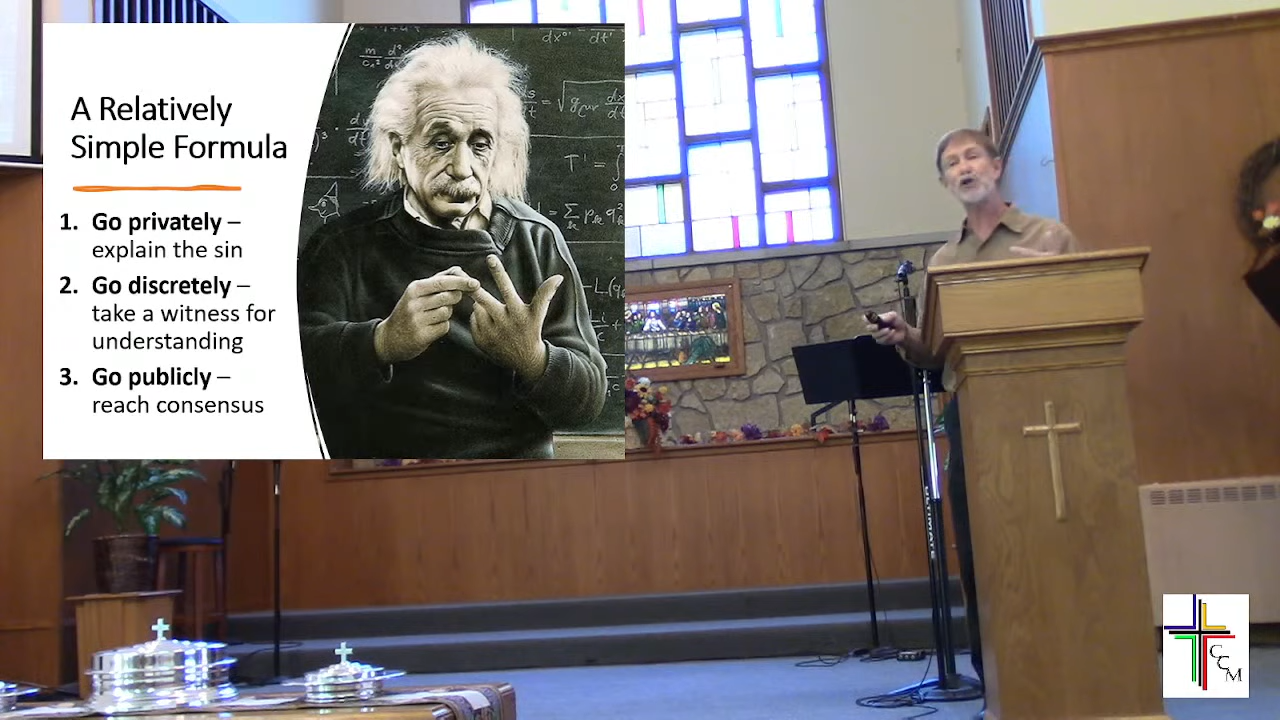 A Relatively
Simple Formula
1. Go privately –
explain the sin
2. Go discretely –
take a witness for
understanding
3. Go publicly –
reach consensus
ULTIMATE
CCM